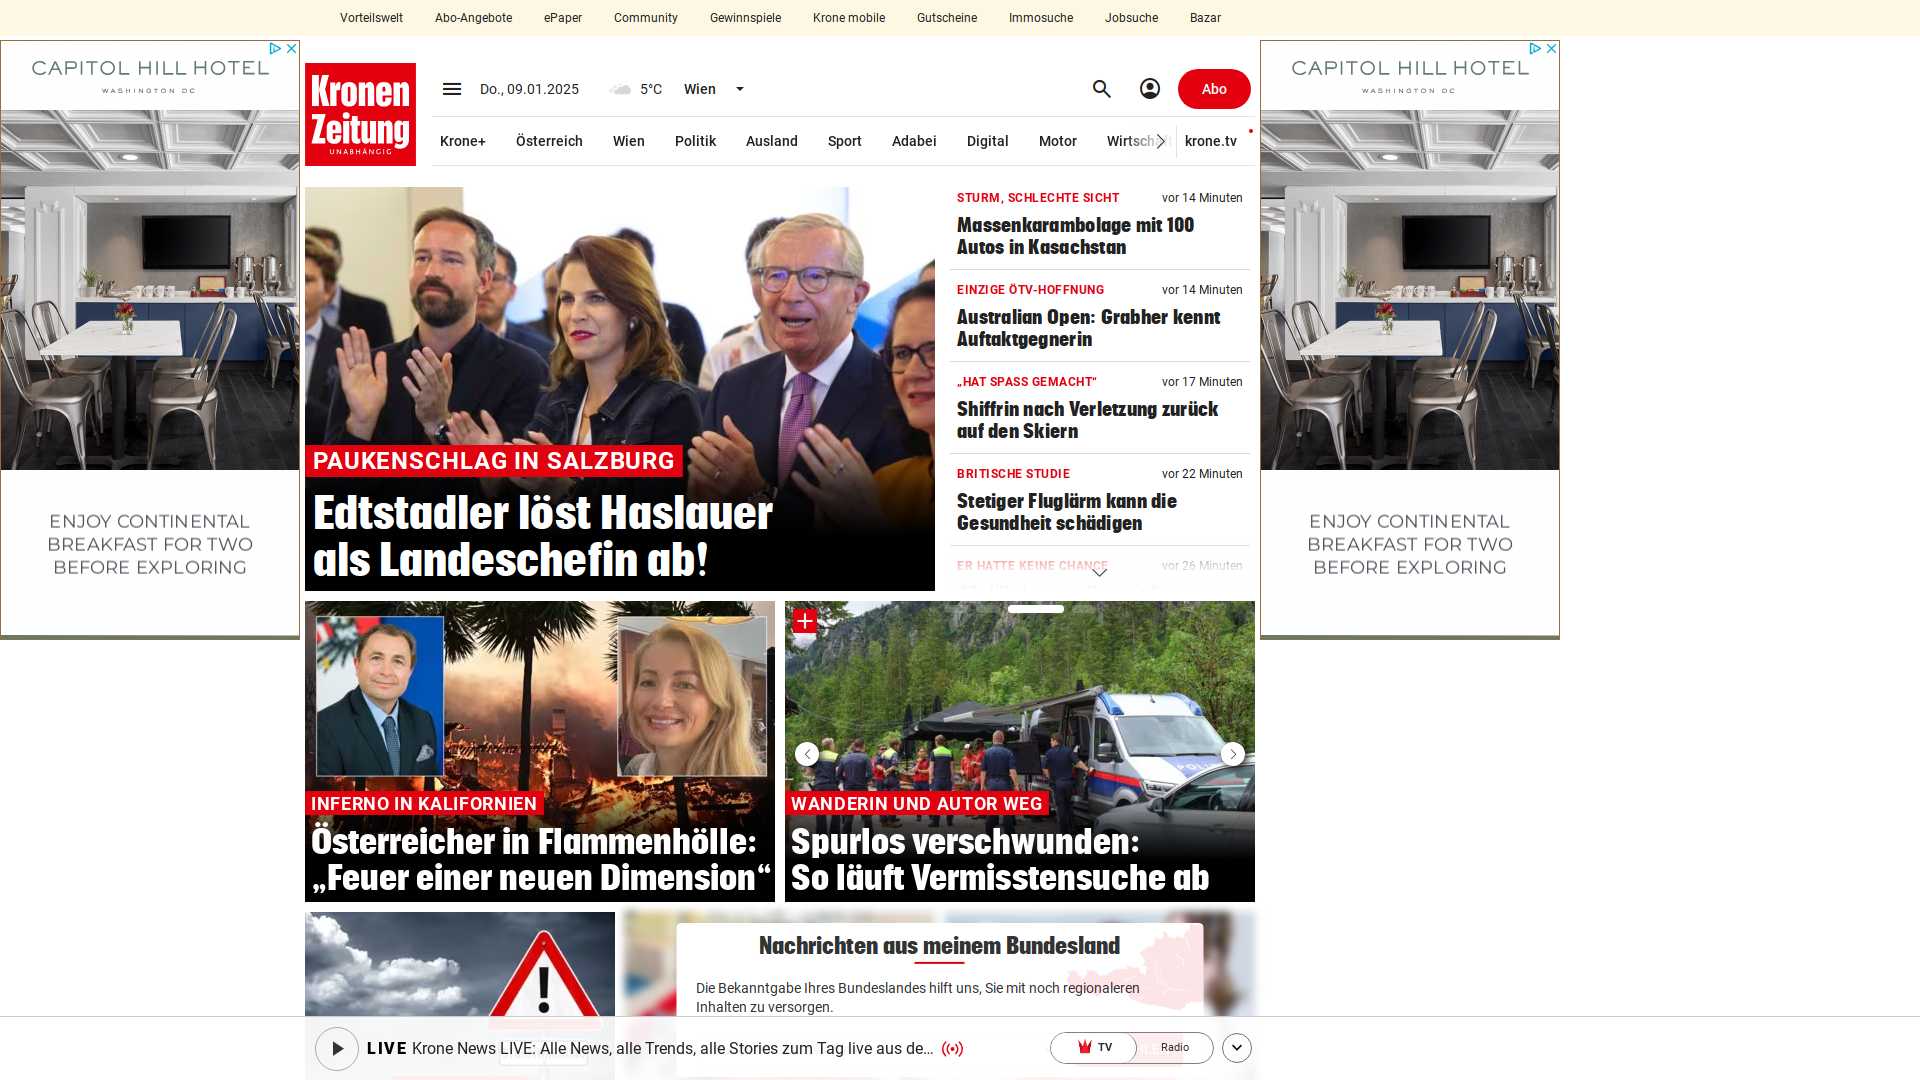 Vorteilswelt
Abo-Angebote
ePaper
Community
Gewinnspiele
Krone mobile
Gutscheine
Immosuche
Jobsuche
Bazar
CAPITOL HILL HOTEL
WASHINGTON DC
ENJOY CONTINENTAL
BREAKFAST FOR TWO
BEFORE EXPLORING
Kronen
Zeitung
UNABHÄNGIG
Do., 09.01.2025
5°C
Wien
Abo
Krone+
Österreich
Wien
Politik
Ausland
Sport
Adabei
Digital
Motor
krone.tv
PAUKENSCHLAG IN SALZBURG
Edtstadler löst Haslauer
als Landeschefin ab!
STURM, SCHLECHTE SICHT
vor 14 Minuten
Massenkarambolage mit 100
Autos in Kasachstan
EINZIGE ÖTV-HOFFNUNG
vor 14 Minuten
Australian Open: Grabher kennt
Auftaktgegnerin
„HAT SPASS GEMACHT“
vor 17 Minuten
Shiffrin nach Verletzung zurück
auf den Skiern
BRITISCHE STUDIE
vor 22 Minuten
Stetiger Fluglärm kann die
Gesundheit schädigen
ER HATTE KEINE CHANCE
vor 26 Minuten
CAPITOL HILL HOTEL
WASHINGTON DC
ENJOY CONTINENTAL
BREAKFAST FOR TWO
BEFORE EXPLORING
INFERNO IN KALIFORNIEN
Österreicher in Flammenhölle:
„Feuer einer neuen Dimension“
POLIZEI
WANDERIN UND AUTOR WEG
Spurlos verschwunden:
So läuft Vermisstensuche ab
Nachrichten aus meinem Bundesland
Die Bekanntgabe Ihres Bundeslandes hilft uns, Sie mit noch regionaleren
Inhalten zu versorgen.
LIVE Krone News LIVE: Alle News, alle Trends, alle Stories zum Tag live aus de...
TV
Radio